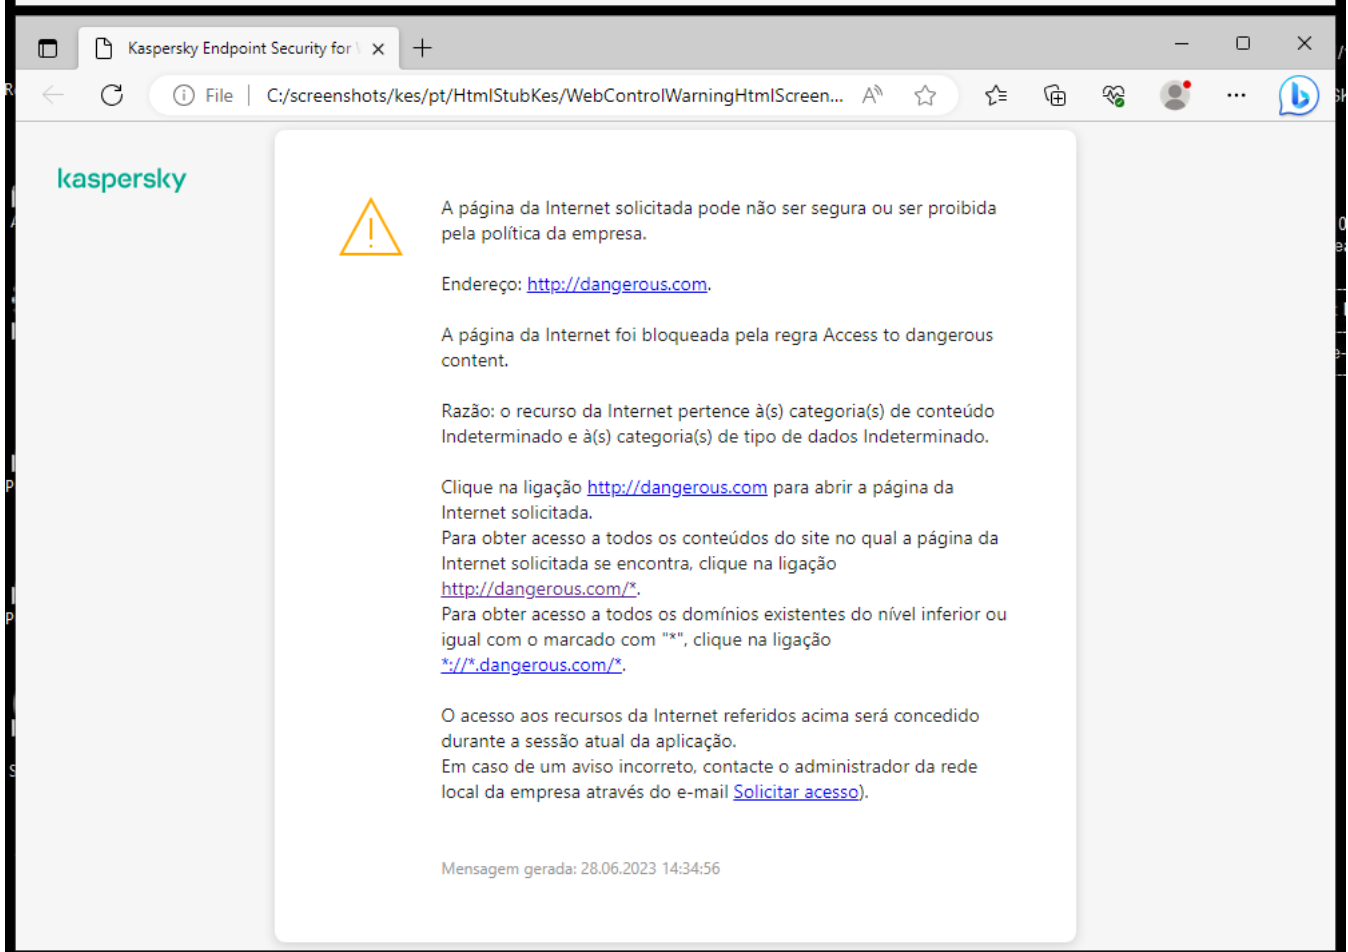 Kaspersky Endpoint Security for
File
C:/screenshots/kes/pt/HtmlStubKes/WebControlWarningHtmlScreen...
kaspersky
A página da Internet solicitada pode não ser segura ou ser proibida
pela política da empresa.
Endereço: http://dangerous.com.
A página da Internet foi bloqueada pela regra Access to dangerous
content.
Razão: o recurso da Internet pertence à(s) categoria(s) de conteúdo
Indeterminado e à(s) categoria(s) de tipo de dados Indeterminado.
Clique na ligação http://dangerous.com para abrir a página da
Internet solicitada.
Para obter acesso a todos os conteúdos do site no qual a página da
Internet solicitada se encontra, clique na ligação
http://dangerous.com/*.
Para obter acesso a todos os domínios existentes do nível inferior ou
igual com o marcado com "*", clique na ligação
*://*.dangerous.com/*.
O acesso aos recursos da Internet referidos acima será concedido
durante a sessão atual da aplicação.
Em caso de um aviso incorreto, contacte o administrador da rede
local da empresa através do e-mail Solicitar acesso).
Mensagem gerada: 28.06.2023 14:34:56